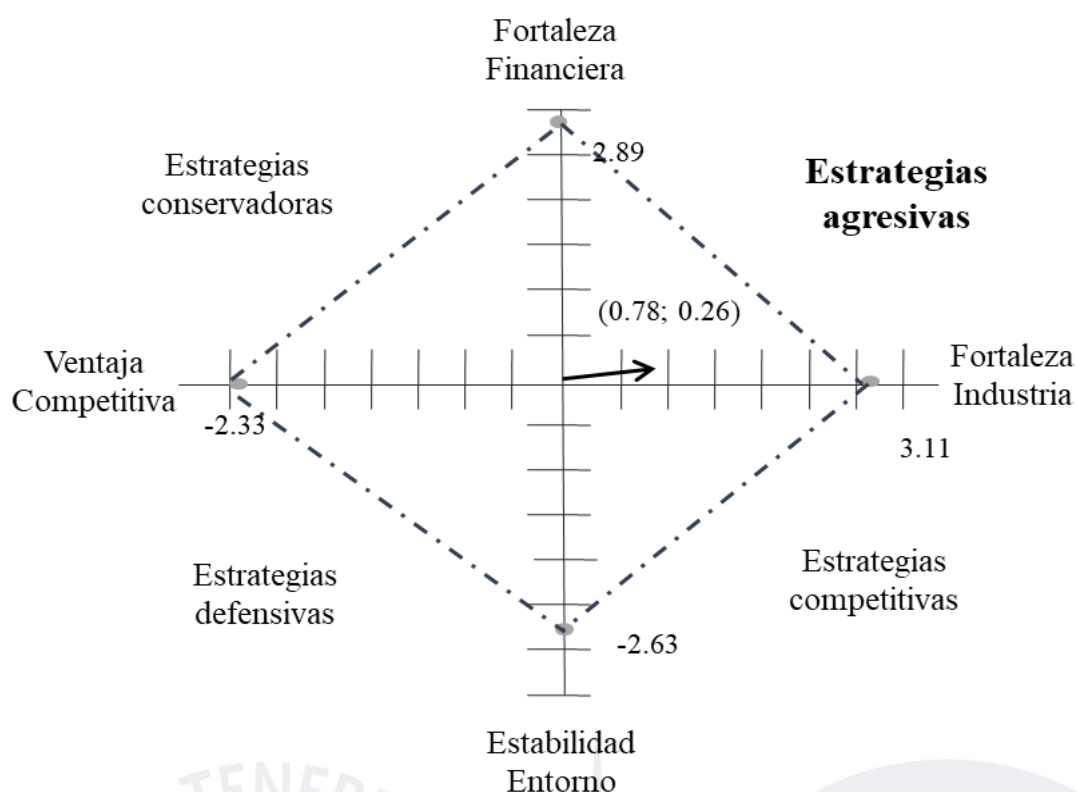 Fortaleza
Financiera
2.89
Estrategias
conservadoras
Estrategias
agresivas
(0.78; 0.26)
Ventaja
Competitiva
-2.33
Fortaleza
Industria
3.11
Estrategias
defensivas
Estrategias
competitivas
-2.63
Estabilidad
Entorno
TENEB